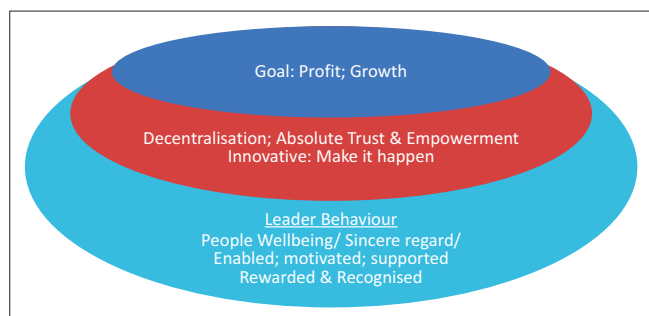 Goal: Profit; Growth
Decentralisation; Absolute Trust & Empowerment
Innovative: Make it happen
Leader Behaviour
People Wellbeing/ Sincere regard/
Enabled; motivated; supported
Rewarded & Recognised